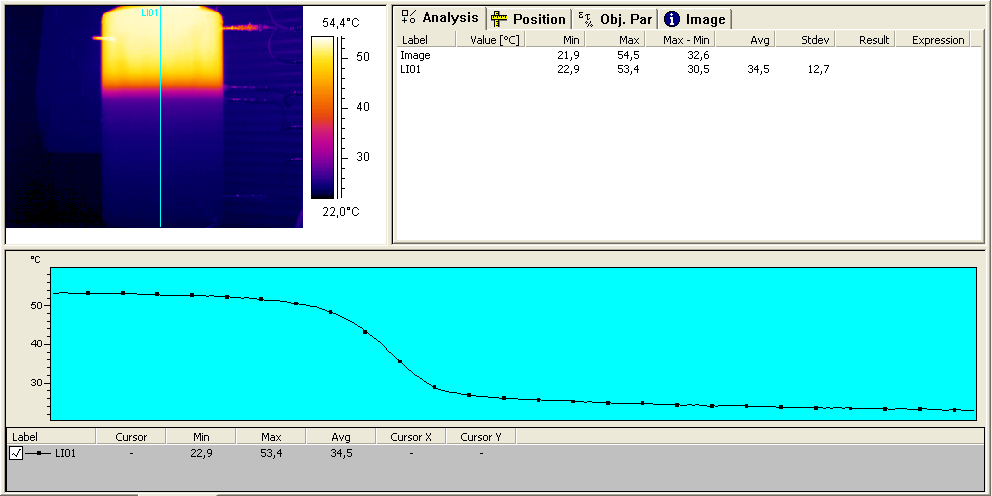 LI01
54,4°C
50
40
30
22,0°C
Analysis Position Obj. Par Image
Label Value [°C] Min Max Max - Min Avg Stdev Result Expression
Image 21,9 54,5 32,6
LI01 22,9 53,4 30,5 34,5 12,7
°C
50
40
30
Label Cursor Min Max Avg Cursor X Cursor Y
LI01 - 22,9 53,4 34,5 - -